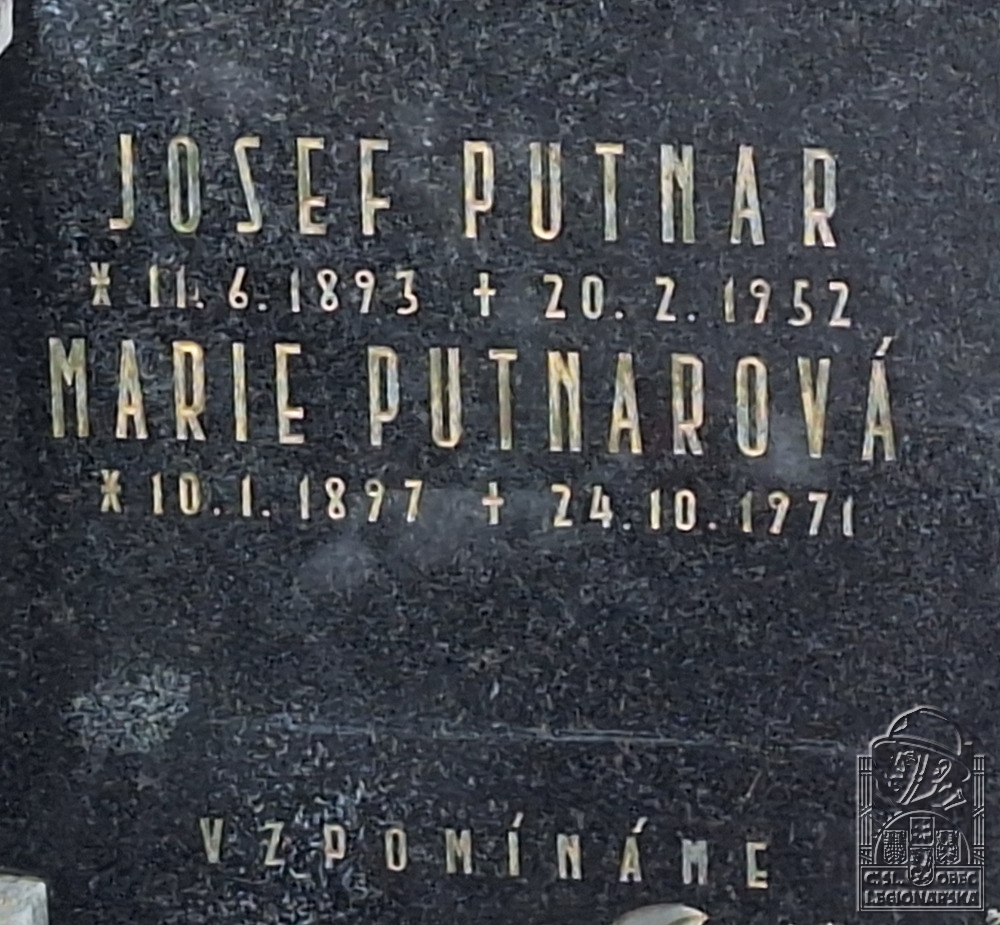 JOSEF PUTNAR
* 11. 6. 1893 † 20. 2. 1952
MARIE PUTNAROVÁ
* 10. 1. 1897 † 24. 10. 1971
VZPOMÍNÁME
Č.SL. OBEC
LEGIONÁŘSKÁ